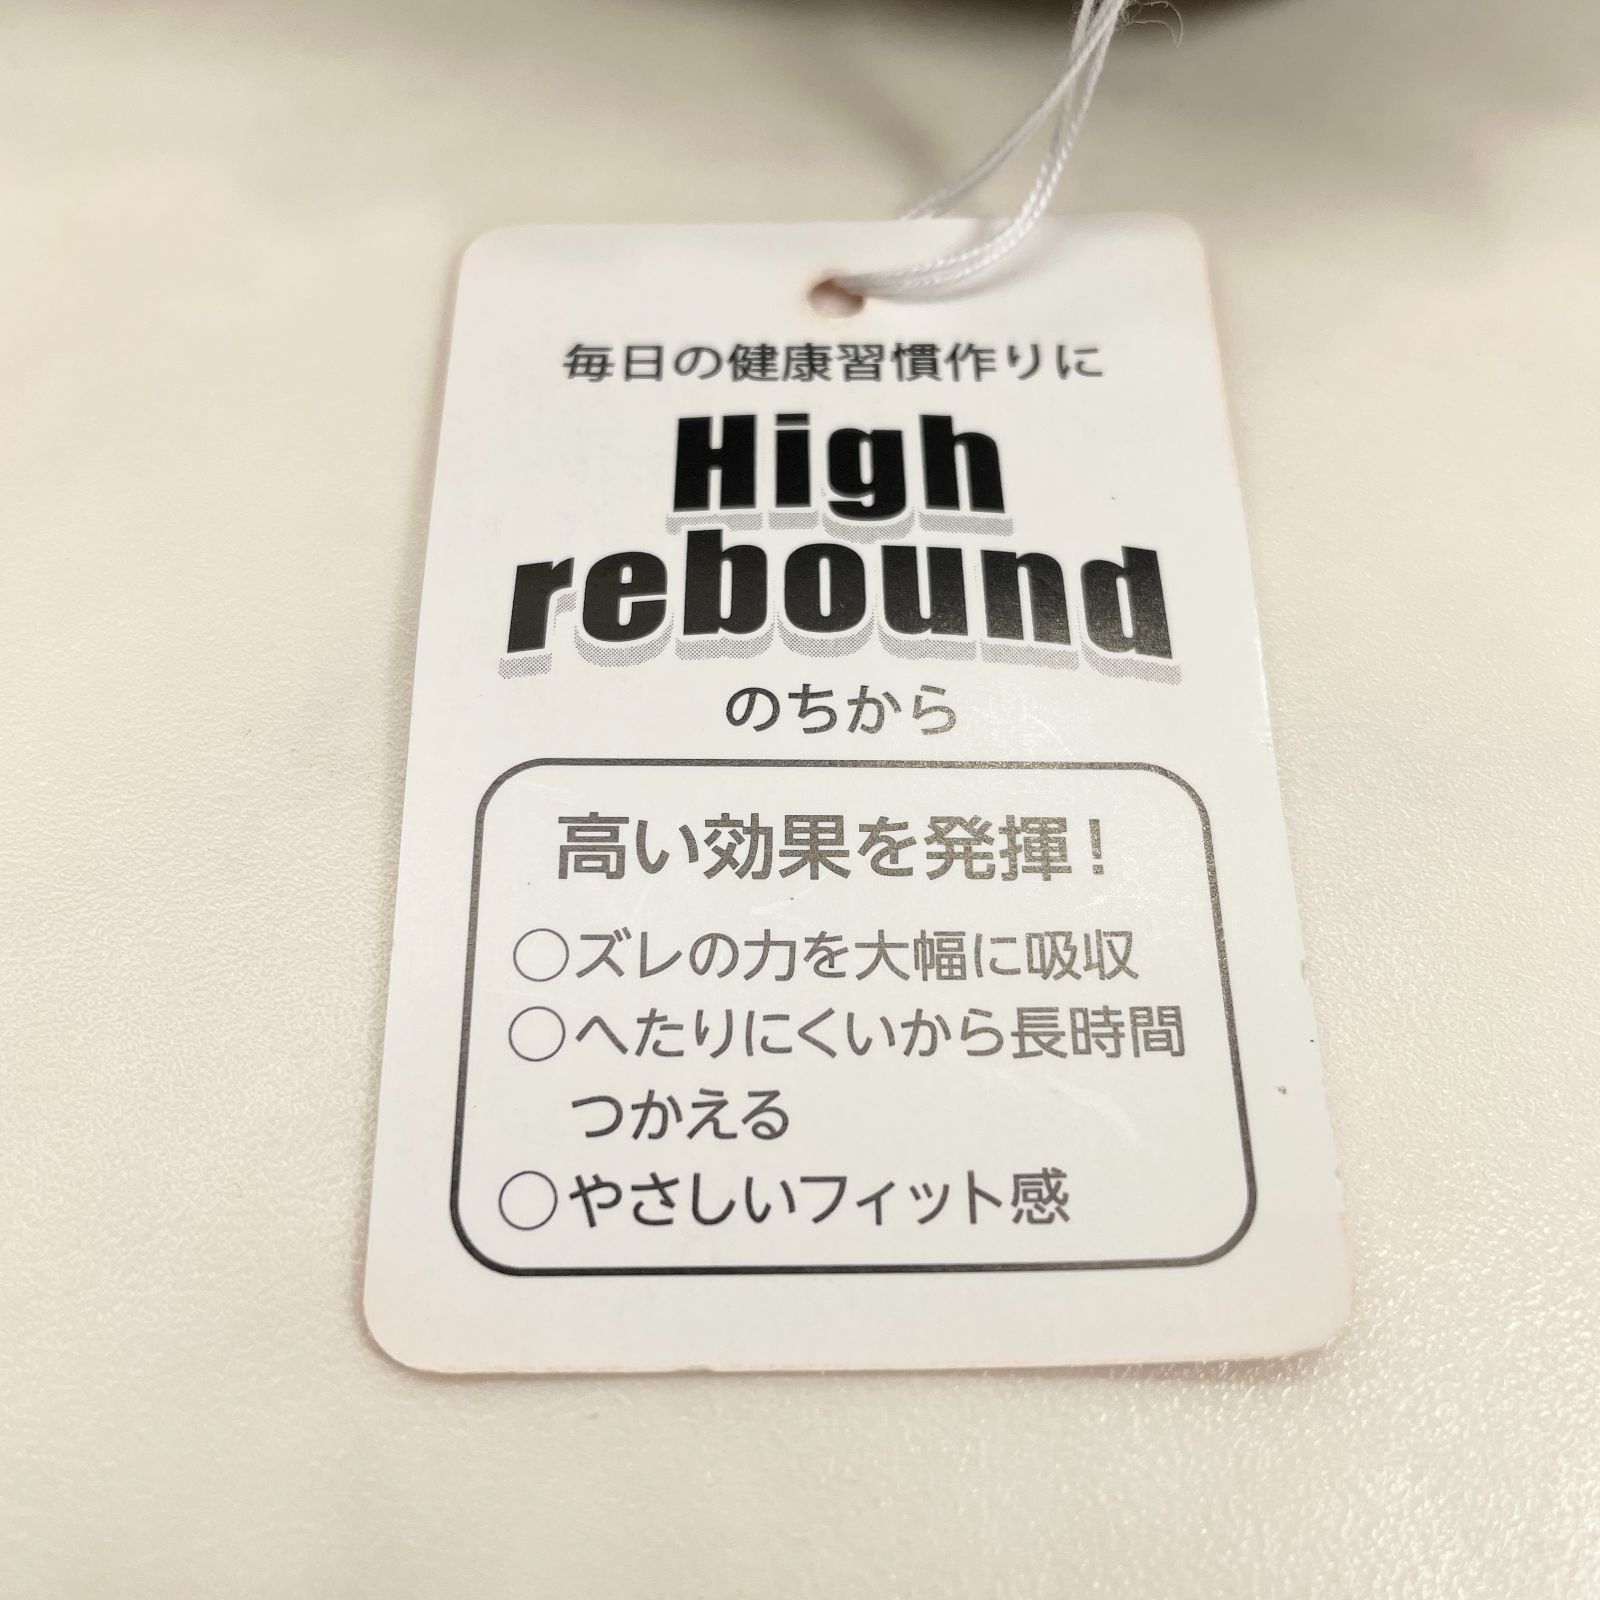 毎日の健康習慣作りに
High
rebound
のちから
高い効果を発揮!
○ズレの力を大幅に吸収
○へたりにくいから長時間
つかえる
○やさしいフィット感